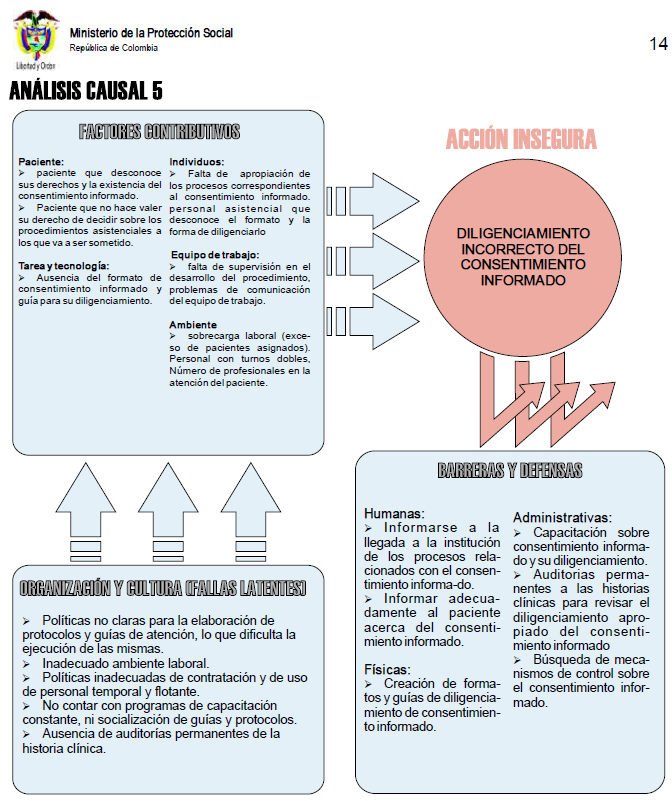 Ministerio de la Protección Social
República de Colombia
Libertad y Orden
14
ANÁLISIS CAUSAL 5
FACTORES CONTRIBUTIVOS
Paciente:
➢ paciente que desconoce
sus derechos y la existencia del
consentimiento informado.
➢ Paciente que no hace valer
su derecho de decidir sobre los
procedimientos asistenciales a
los que va a ser sometido.
Tarea y tecnología:
➢ Ausencia del formato de
consentimiento informado y
guía para su diligenciamiento.
Individuos:
➢ Falta de apropiación de
los procesos correspondientes
al consentimiento informado.
personal asistencial que
desconoce el formato y la
forma de diligenciarlo
Equipo de trabajo:
➢ falta de supervisión en el
desarrollo del procedimiento,
problemas de comunicación
del equipo de trabajo.
Ambiente
➢ sobrecarga laboral (exce-
so de pacientes asignados).
Personal con turnos dobles,
Número de profesionales en la
atención del paciente.
ACCIÓN INSEGURA
DILIGENCIAMIENTO
INCORRECTO DEL
CONSENTIMIENTO
INFORMADO
ORGANIZACIÓN Y CULTURA (FALLAS LATENTES)
➢ Políticas no claras para la elaboración de
protocolos y guías de atención, lo que dificulta la
ejecución de las mismas.
➢ Inadecuado ambiente laboral.
➢ Políticas inadecuadas de contratación y de uso
de personal temporal y flotante.
➢ No contar con programas de capacitación
constante, ni socialización de guías y protocolos.
➢ Ausencia de auditorías permanentes de la
historia clínica.
BARRERAS Y DEFENSAS
Humanas:
➢ Informarse a la
llegada a la institución
de los procesos rela-
cionados con el consen-
timiento informa-do.
➢ Informar adecua-
damente al paciente
acerca del consenti-
miento informado.
Físicas:
➢ Creación de forma-
tos y guías de diligencia-
miento de consentimien-
to informado.
Administrativas:
➢ Capacitación sobre
consentimiento informa-
do y su diligenciamiento.
➢ Auditorias perma-
nentes a las historias
clínicas para revisar el
diligenciamiento apro-
piado del consenti-
miento informado
➢ Búsqueda de meca-
nismos de control sobre
el consentimiento infor-
mado.